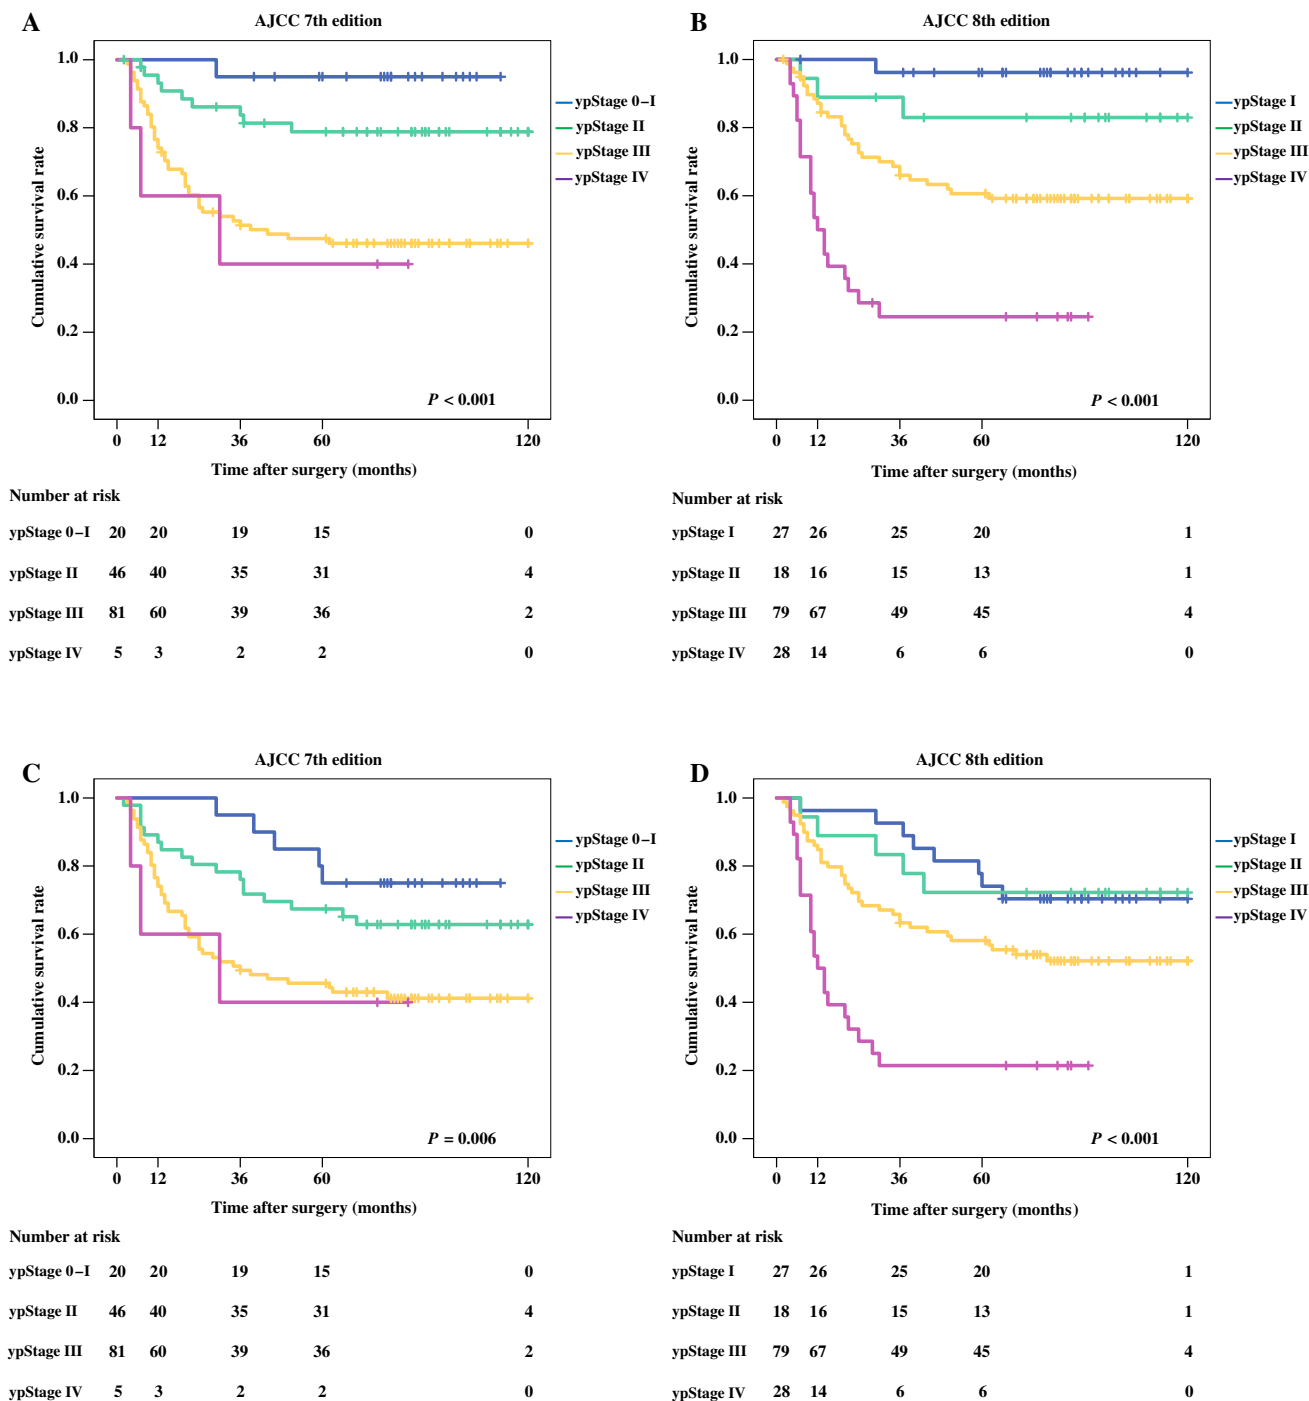 A
AJCC 7th edition
1.0
0.8
0.6
0.4
0.2
0.0
Cumulative survival rate
ypStage 0–I
ypStage II
ypStage III
ypStage IV
P < 0.001
0 12 36 60 120
Time after surgery (months)
Number at risk
ypStage 0–I 20 20 19 15 0
ypStage II 46 40 35 31 4
ypStage III 81 60 39 36 2
ypStage IV 5 3 2 2 0
B
AJCC 8th edition
1.0
0.8
0.6
0.4
0.2
0.0
Cumulative survival rate
ypStage I
ypStage II
ypStage III
ypStage IV
P < 0.001
0 12 36 60 120
Time after surgery (months)
Number at risk
ypStage I 27 26 25 20 1
ypStage II 18 16 15 13 1
ypStage III 79 67 49 45 4
ypStage IV 28 14 6 6 0
C
AJCC 7th edition
1.0
0.8
0.6
0.4
0.2
0.0
Cumulative survival rate
ypStage 0–I
ypStage II
ypStage III
ypStage IV
P = 0.006
0 12 36 60 120
Time after surgery (months)
Number at risk
ypStage 0–I 20 20 19 15 0
ypStage II 46 40 35 31 4
ypStage III 81 60 39 36 2
ypStage IV 5 3 2 2 0
D
AJCC 8th edition
1.0
0.8
0.6
0.4
0.2
0.0
Cumulative survival rate
ypStage I
ypStage II
ypStage III
ypStage IV
P < 0.001
0 12 36 60 120
Time after surgery (months)
Number at risk
ypStage I 27 26 25 20 1
ypStage II 18 16 15 13 1
ypStage III 79 67 49 45 4
ypStage IV 28 14 6 6 0